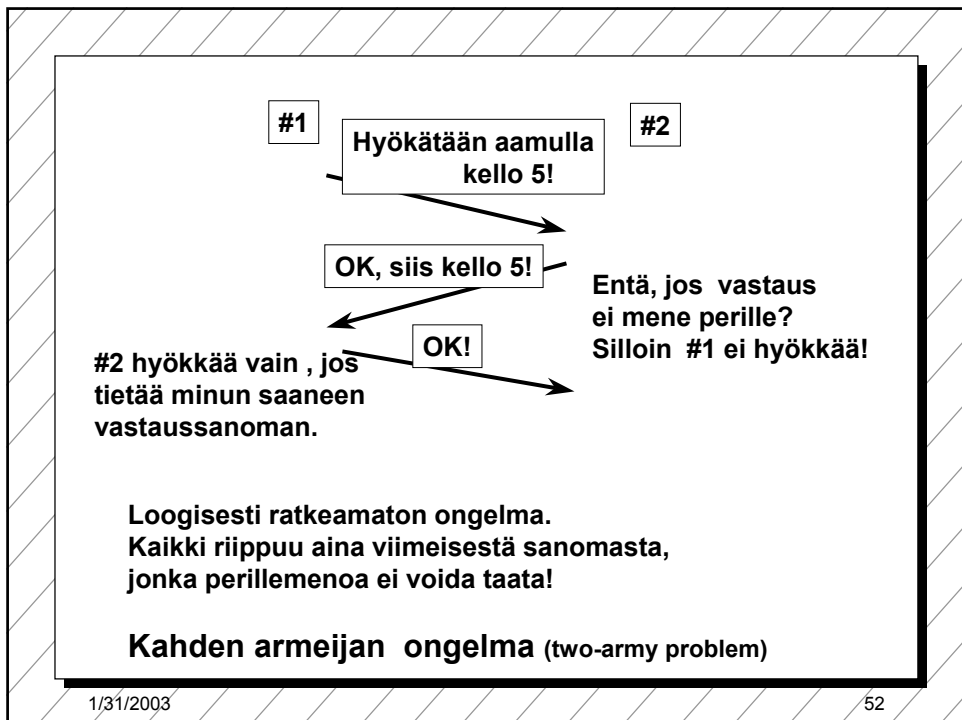 #1
#2
Hyökätään aamulla
kello 5!
OK, siis kello 5!
Entä, jos vastaus
ei mene perille?
Silloin #1 ei hyökkää!
OK!
#2 hyökkää vain , jos
tietää minun saaneen
vastaussanoman.
Loogisesti ratkeamaton ongelma.
Kaikki riippuu aina viimeisestä sanomasta,
jonka perillemenoa ei voida taata!
Kahden armeijan ongelma (two-army problem)
1/31/2003
52